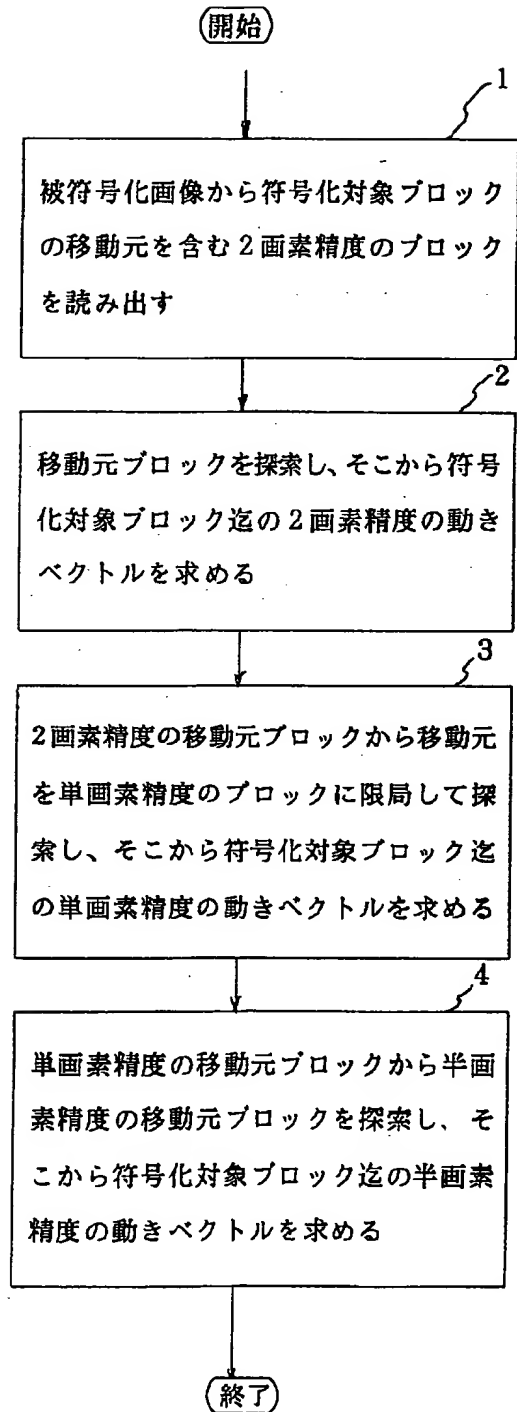 開始
1
被符号化画像から符号化対象ブロック
の移動元を含む2画素精度のブロック
を読み出す
2
移動元ブロックを探索し、そこから符号
化対象ブロック迄の2画素精度の動き
ベクトルを求める
3
2画素精度の移動元ブロックから移動元
を単画素精度のブロックに限局して探
索し、そこから符号化対象ブロック迄
の単画素精度の動きベクトルを求める
4
単画素精度の移動元ブロックから半画
素精度の移動元ブロックを探索し、そ
こから符号化対象ブロック迄の半画素
精度の動きベクトルを求める
終了